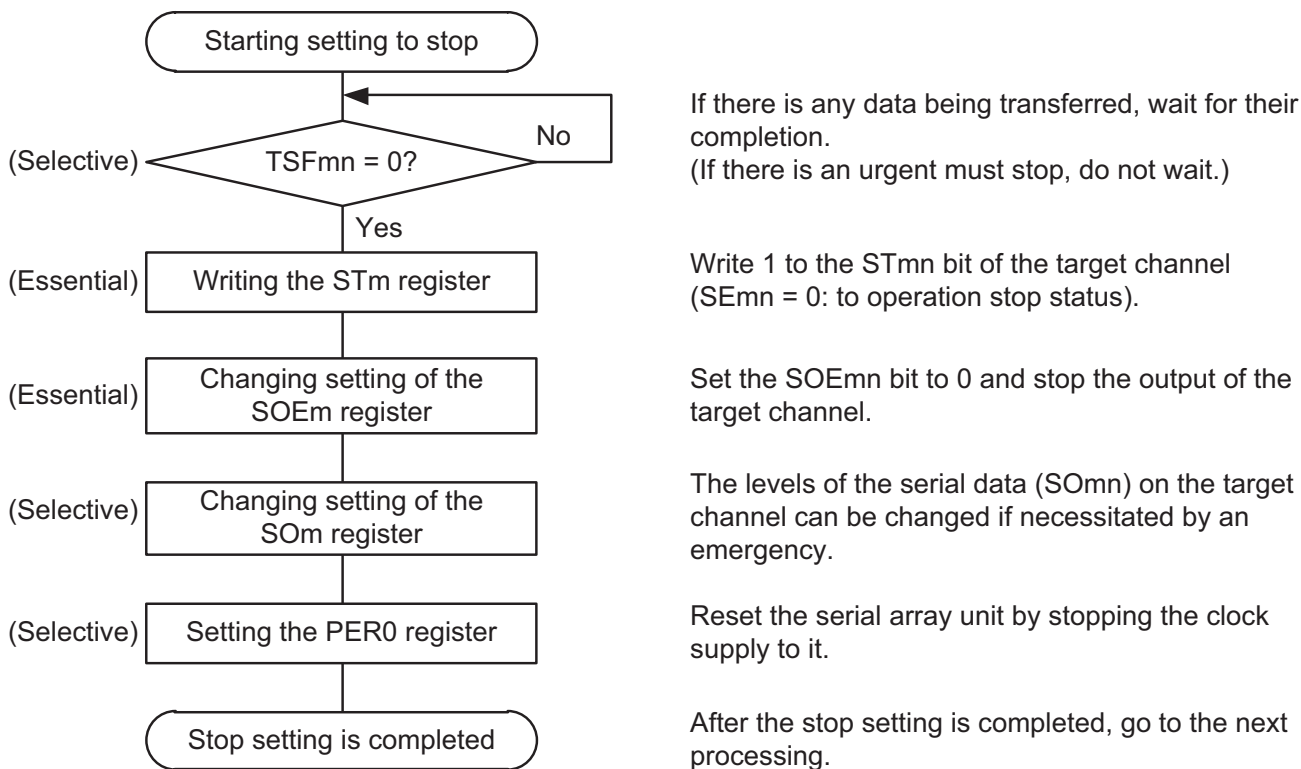 Starting setting to stop
If there is any data being transferred, wait for their
completion.
(If there is an urgent must stop, do not wait.)
(Selective)
TSFmn = 0?
No
Yes
(Essential)
Writing the STm register
Write 1 to the STmn bit of the target channel
(SEmn = 0: to operation stop status).
(Essential)
Changing setting of the
SOEm register
Set the SOEmn bit to 0 and stop the output of the
target channel.
(Selective)
Changing setting of the
SOm register
The levels of the serial data (SOmn) on the target
channel can be changed if necessitated by an
emergency.
(Selective)
Setting the PER0 register
Reset the serial array unit by stopping the clock
supply to it.
Stop setting is completed
After the stop setting is completed, go to the next
processing.